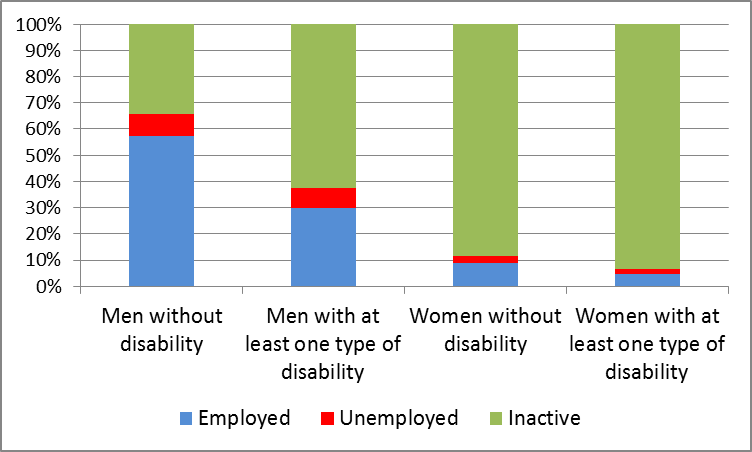 100%
90%
80%
70%
60%
50%
40%
30%
20%
10%
0%
Men without
disability
Men with at
least one type of
disability
Women without
disability
Women with at
least one type of
disability
Employed
Unemployed
Inactive